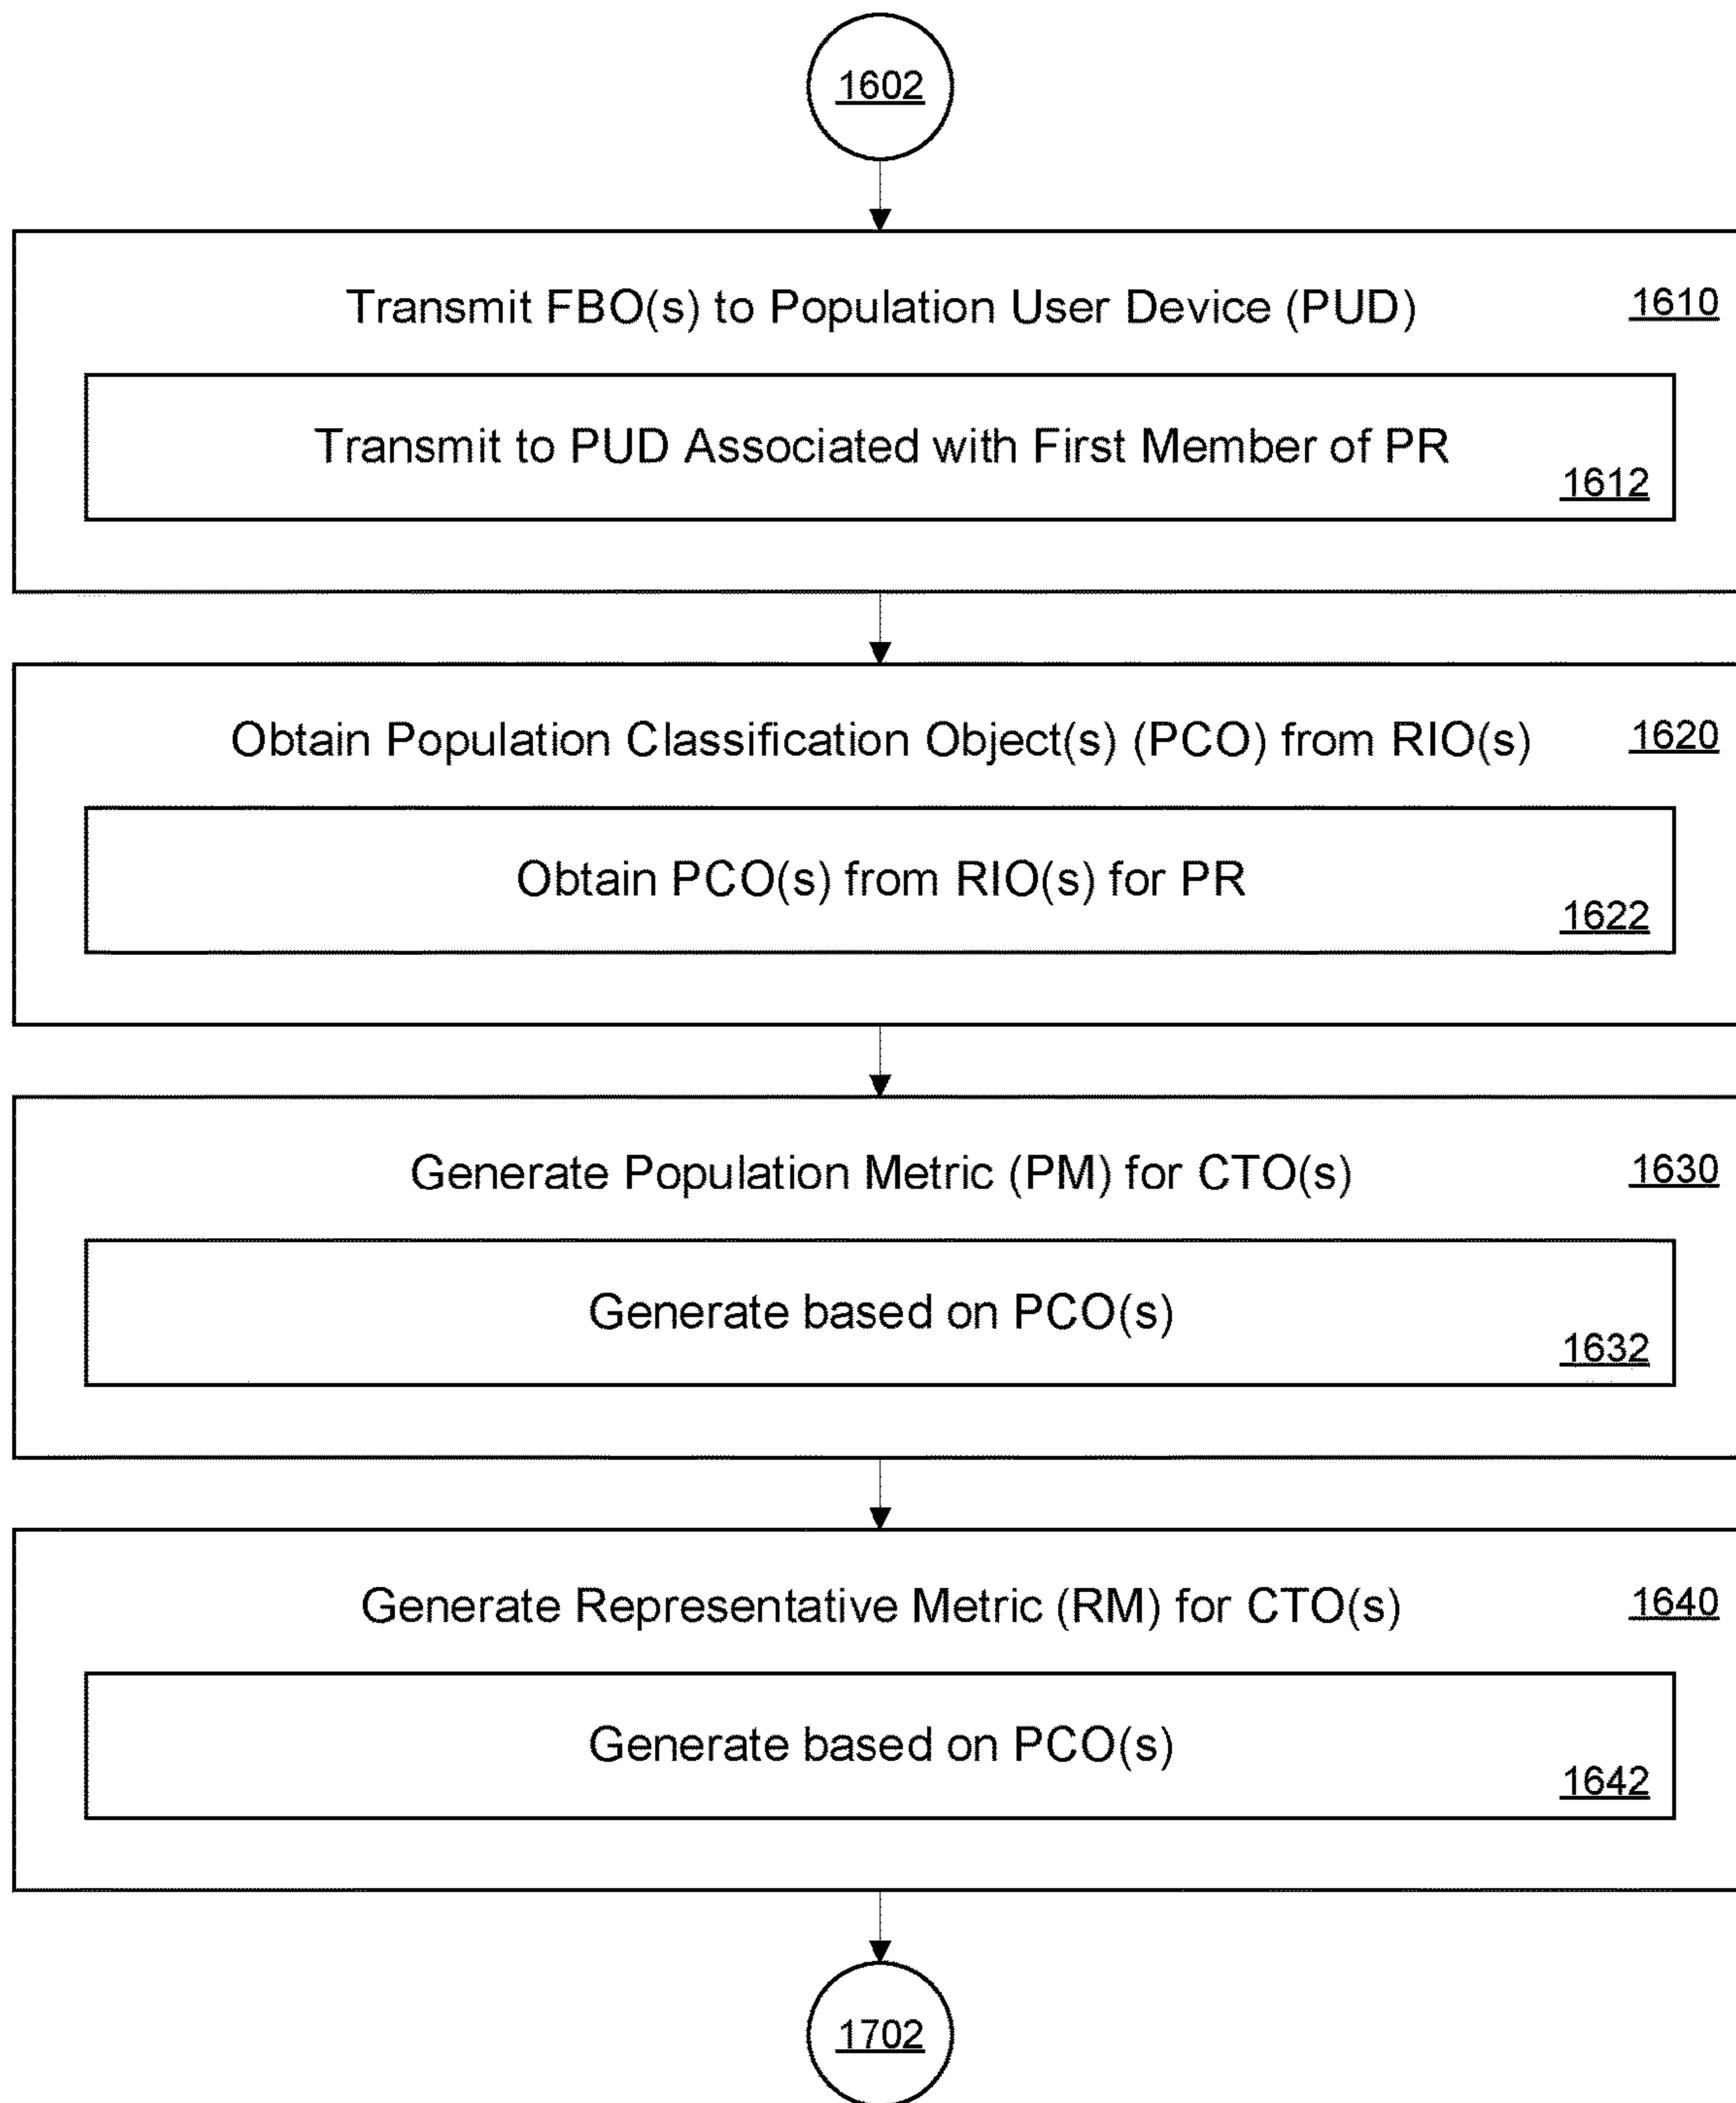 1602
Transmit FBO(s) to Population User Device (PUD) 1610
Transmit to PUD Associated with First Member of PR
1612
Obtain Population Classification Object(s) (PCO) from RIO(s) 1620
Obtain PCO(s) from RIO(s) for PR
1622
Generate Population Metric (PM) for CTO(s) 1630
Generate based on PCO(s)
1632
Generate Representative Metric (RM) for CTO(s) 1640
Generate based on PCO(s)
1642
1702